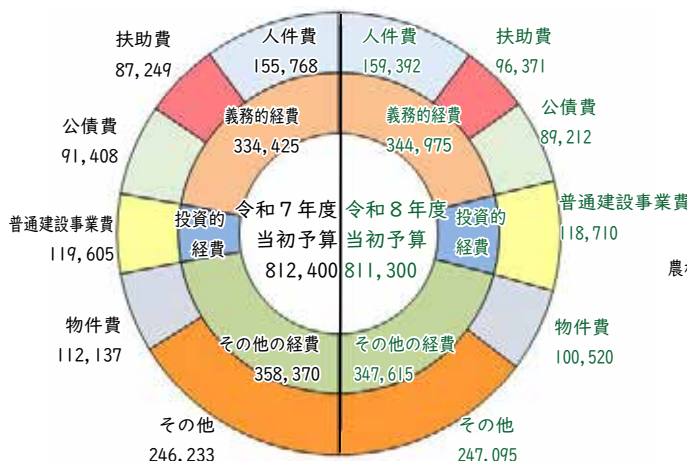 人件費
155,768
人件費
159,392
扶助費
87,249
扶助費
96,371
公債費
91,408
公債費
89,212
義務的経費
334,425
義務的経費
344,975
普通建設事業費
119,605
普通建設事業費
118,710
投資的
経費
投資的
経費
令和7年度
当初予算
812,400
令和8年度
当初予算
811,300
農
物件費
112,137
物件費
100,520
その他の経費
358,370
その他の経費
347,615
その他
246,233
その他
247,095